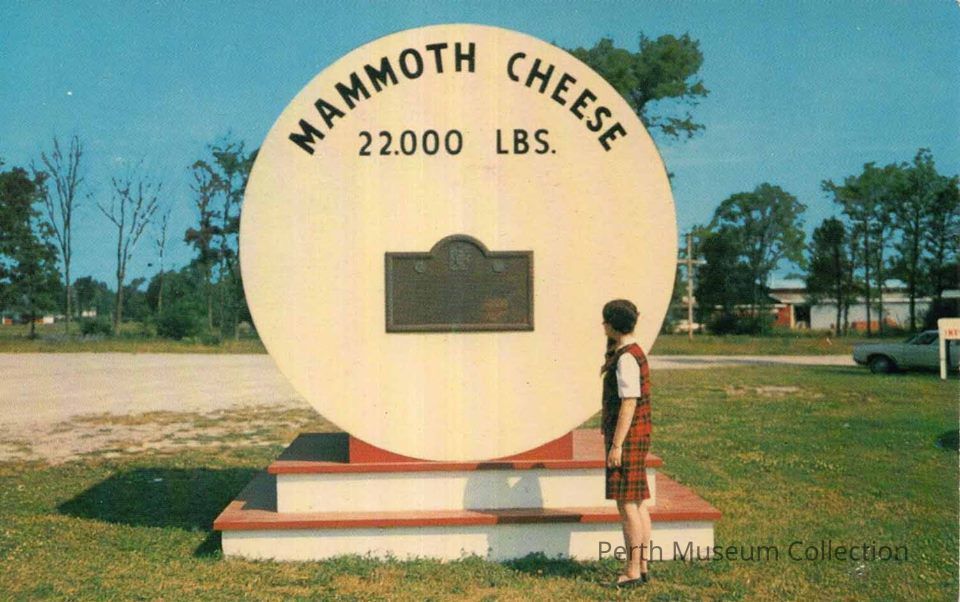 MAMMOTH CHEESE
22.000 LBS.
Perth Museum Collection